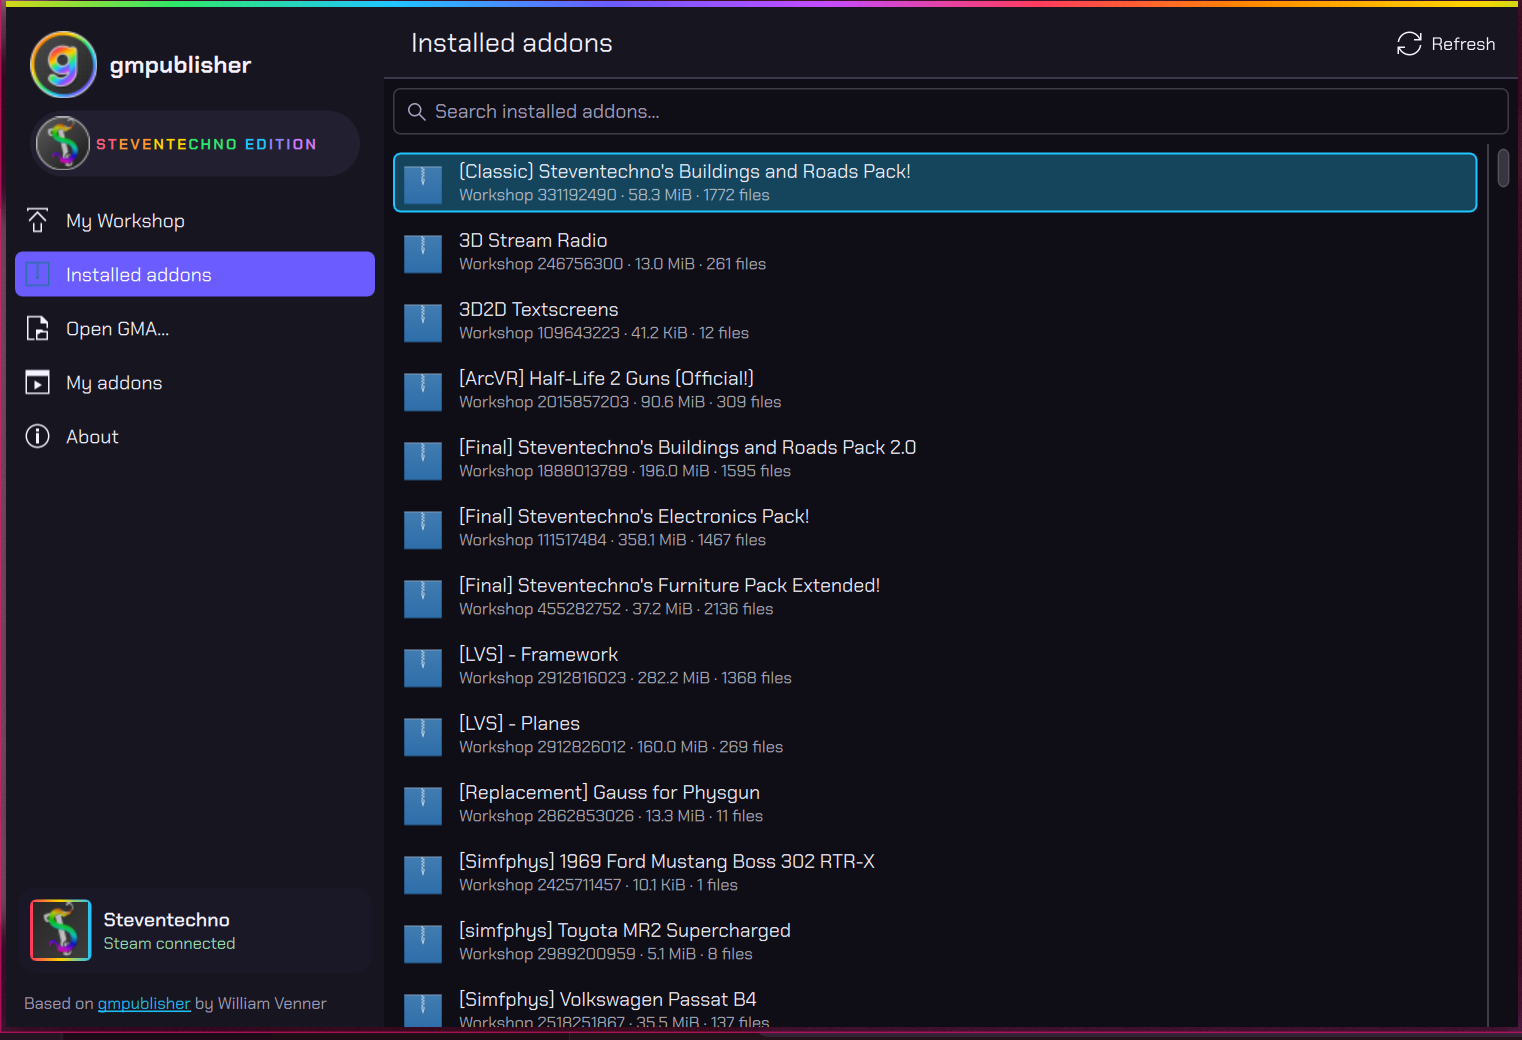 gmpublisher
STEVENTECHNO EDITION
My Workshop
Installed addons
Open GMA...
My addons
About
Steventechno
Steam connected
Based on gmpublisher by William Venner
Installed addons
Refresh
Search installed addons...
[Classic] Steventechno's Buildings and Roads Pack!
Workshop 331192490 · 58.3 MiB · 1772 files
3D Stream Radio
Workshop 246756300 · 13.0 MiB · 261 files
3D2D Textscreens
Workshop 109643223 · 41.2 KiB · 12 files
[ArcVR] Half-Life 2 Guns (Official!)
Workshop 2015857203 · 90.6 MiB · 309 files
[Final] Steventechno's Buildings and Roads Pack 2.0
Workshop 1888013789 · 196.0 MiB · 1595 files
[Final] Steventechno's Electronics Pack!
Workshop 111517484 · 358.1 MiB · 1467 files
[Final] Steventechno's Furniture Pack Extended!
Workshop 455282752 · 37.2 MiB · 2136 files
[LVS] - Framework
Workshop 2912816023 · 282.2 MiB · 1368 files
[LVS] - Planes
Workshop 2912826012 · 160.0 MiB · 269 files
[Replacement] Gauss for Physgun
Workshop 2862853026 · 13.3 MiB · 11 files
[Simfphys] 1969 Ford Mustang Boss 302 RTR-X
Workshop 2425711457 · 10.1 KiB · 1 files
[simfphys] Toyota MR2 Supercharged
Workshop 2989200959 · 5.1 MiB · 8 files
[Simfphys] Volkswagen Passat B4
Workshop 2518251867 · 35.5 MiB · 137 files